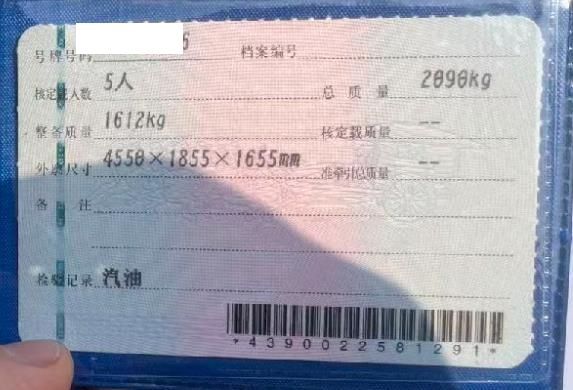 号牌号码 5 档案编号
核定载人数 5人 总质量 2090kg
整备质量 1612kg 核定载质量 --
外廓尺寸 4550×1855×1655mm 准牵引总质量 --
备注
检验记录 汽油
*4390022581291*